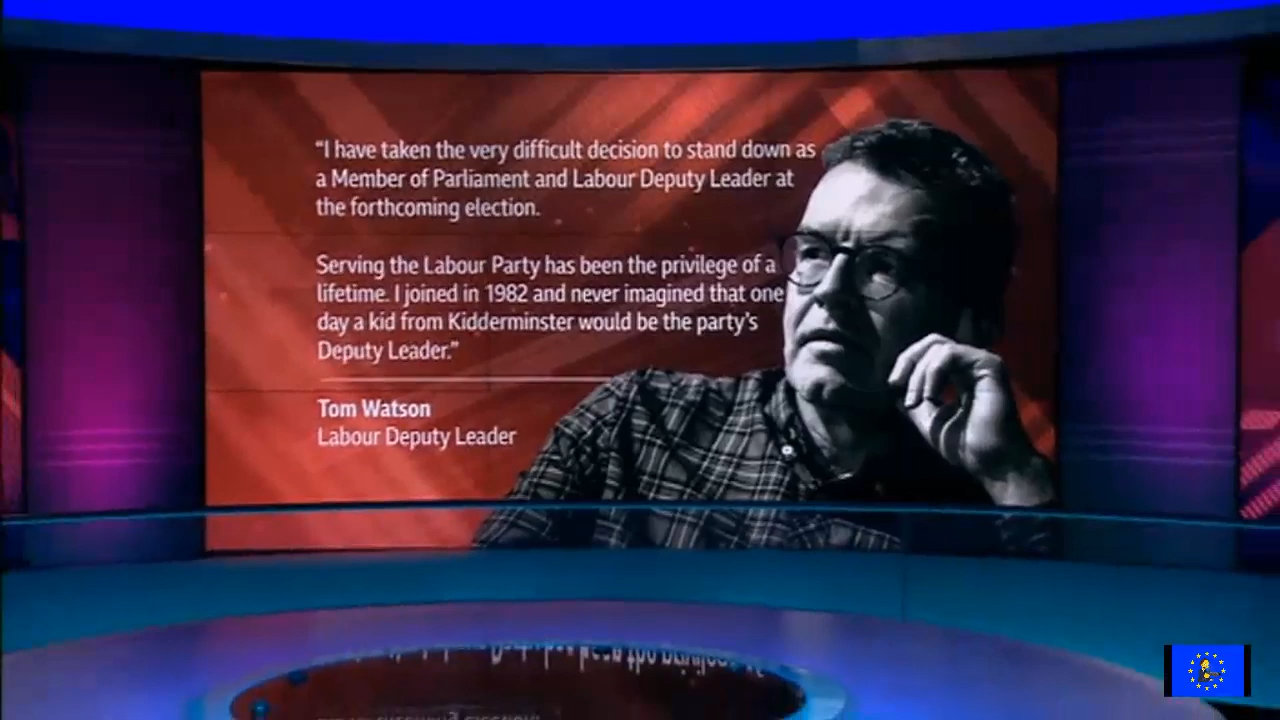 “I have taken the very difficult decision to stand down as
a Member of Parliament and Labour Deputy Leader at
the forthcoming election.
Serving the Labour Party has been the privilege of a
lifetime. I joined in 1982 and never imagined that one
day a kid from Kidderminster would be the party’s
Deputy Leader.”
Tom Watson
Labour Deputy Leader